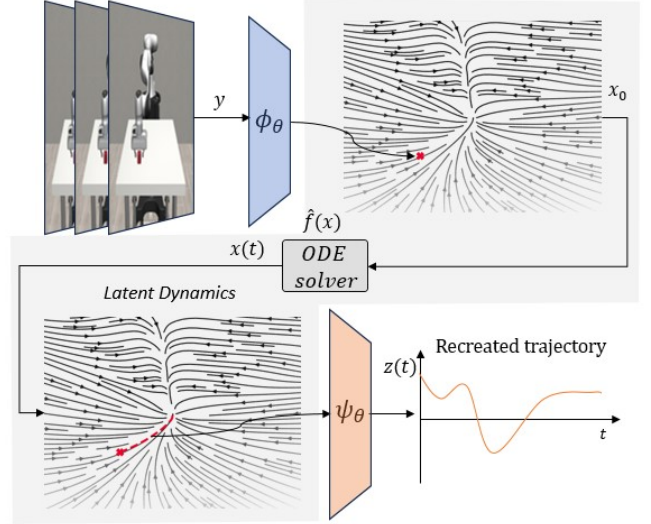 y
ϕθ
x₀
f̂(x)
x(t)
ODE
solver
Latent Dynamics
Recreated trajectory
z(t)
ψθ
t